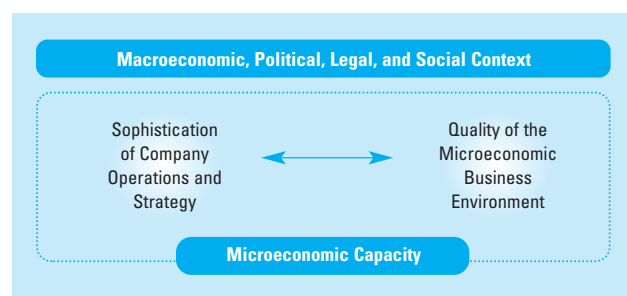 Macroeconomic, Political, Legal, and Social Context
Sophistication
of Company
Operations and
Strategy
Quality of the
Microeconomic
Business
Environment
Microeconomic Capacity